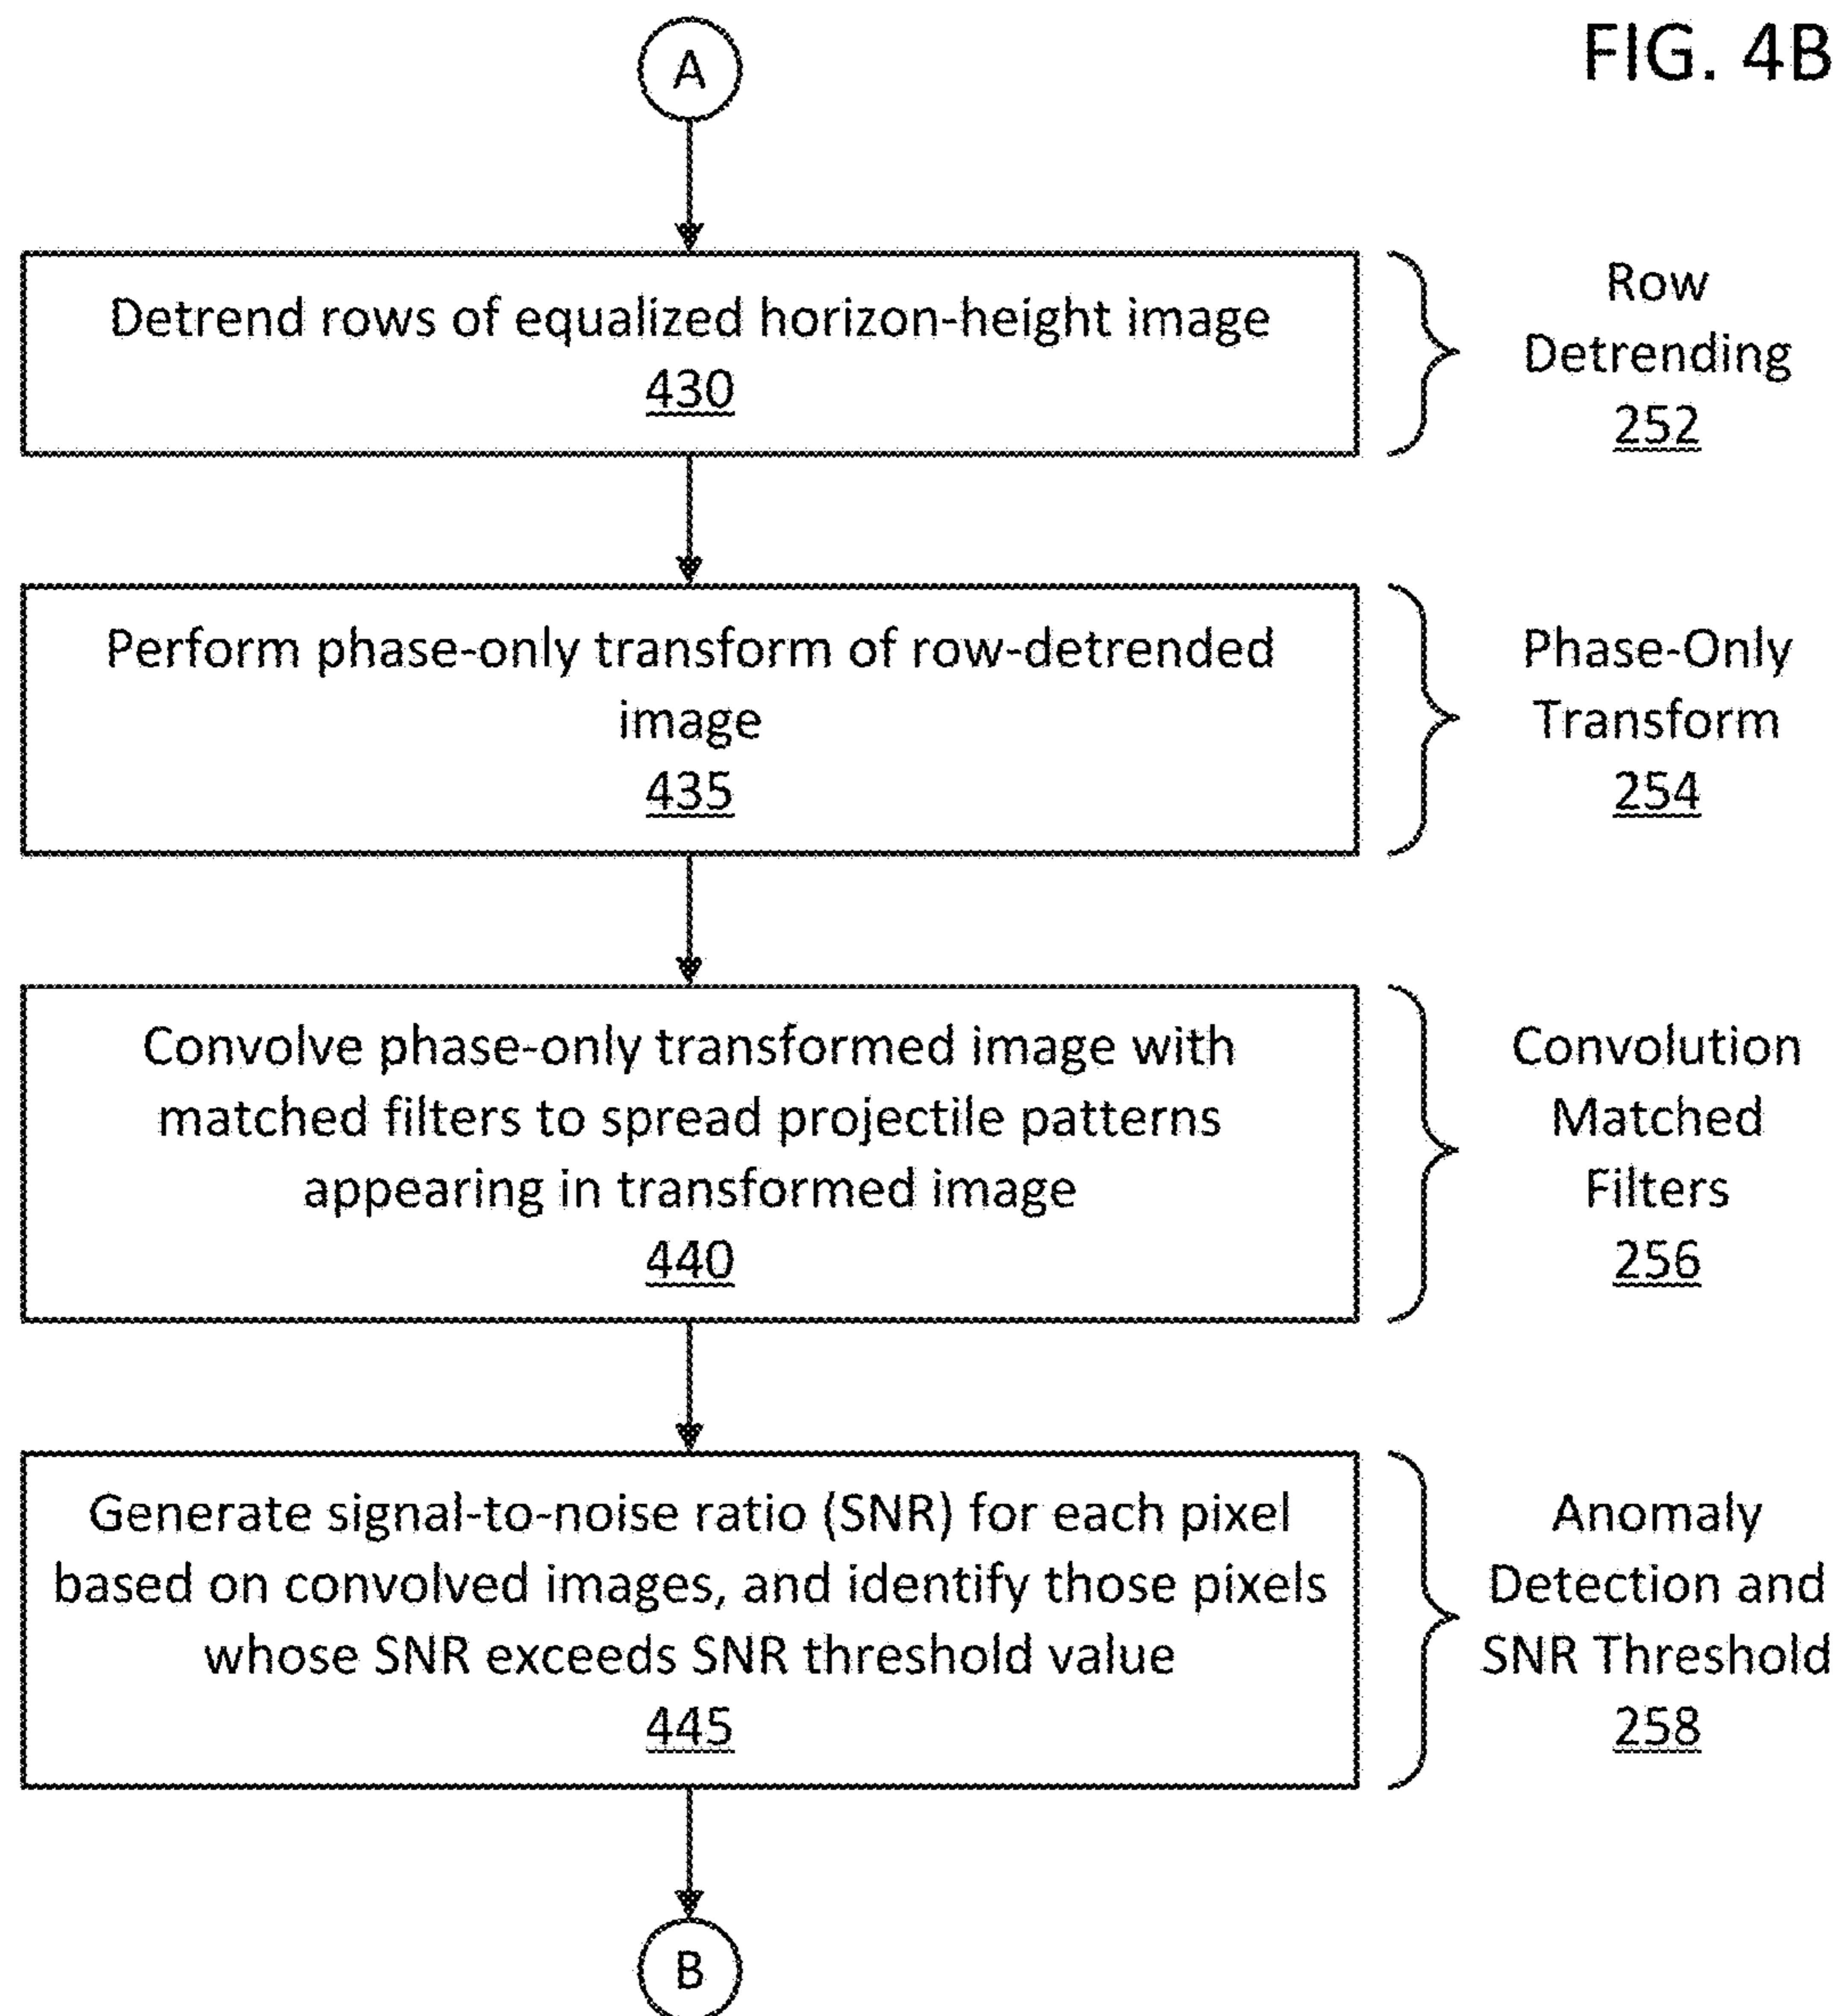 FIG. 4B
A
Detrend rows of equalized horizon-height image
430
Row
Detrending
252
Perform phase-only transform of row-detrended
image
435
Phase-Only
Transform
254
Convolve phase-only transformed image with
matched filters to spread projectile patterns
appearing in transformed image
440
Convolution
Matched
Filters
256
Generate signal-to-noise ratio (SNR) for each pixel
based on convolved images, and identify those pixels
whose SNR exceeds SNR threshold value
445
Anomaly
Detection and
SNR Threshold
258
B